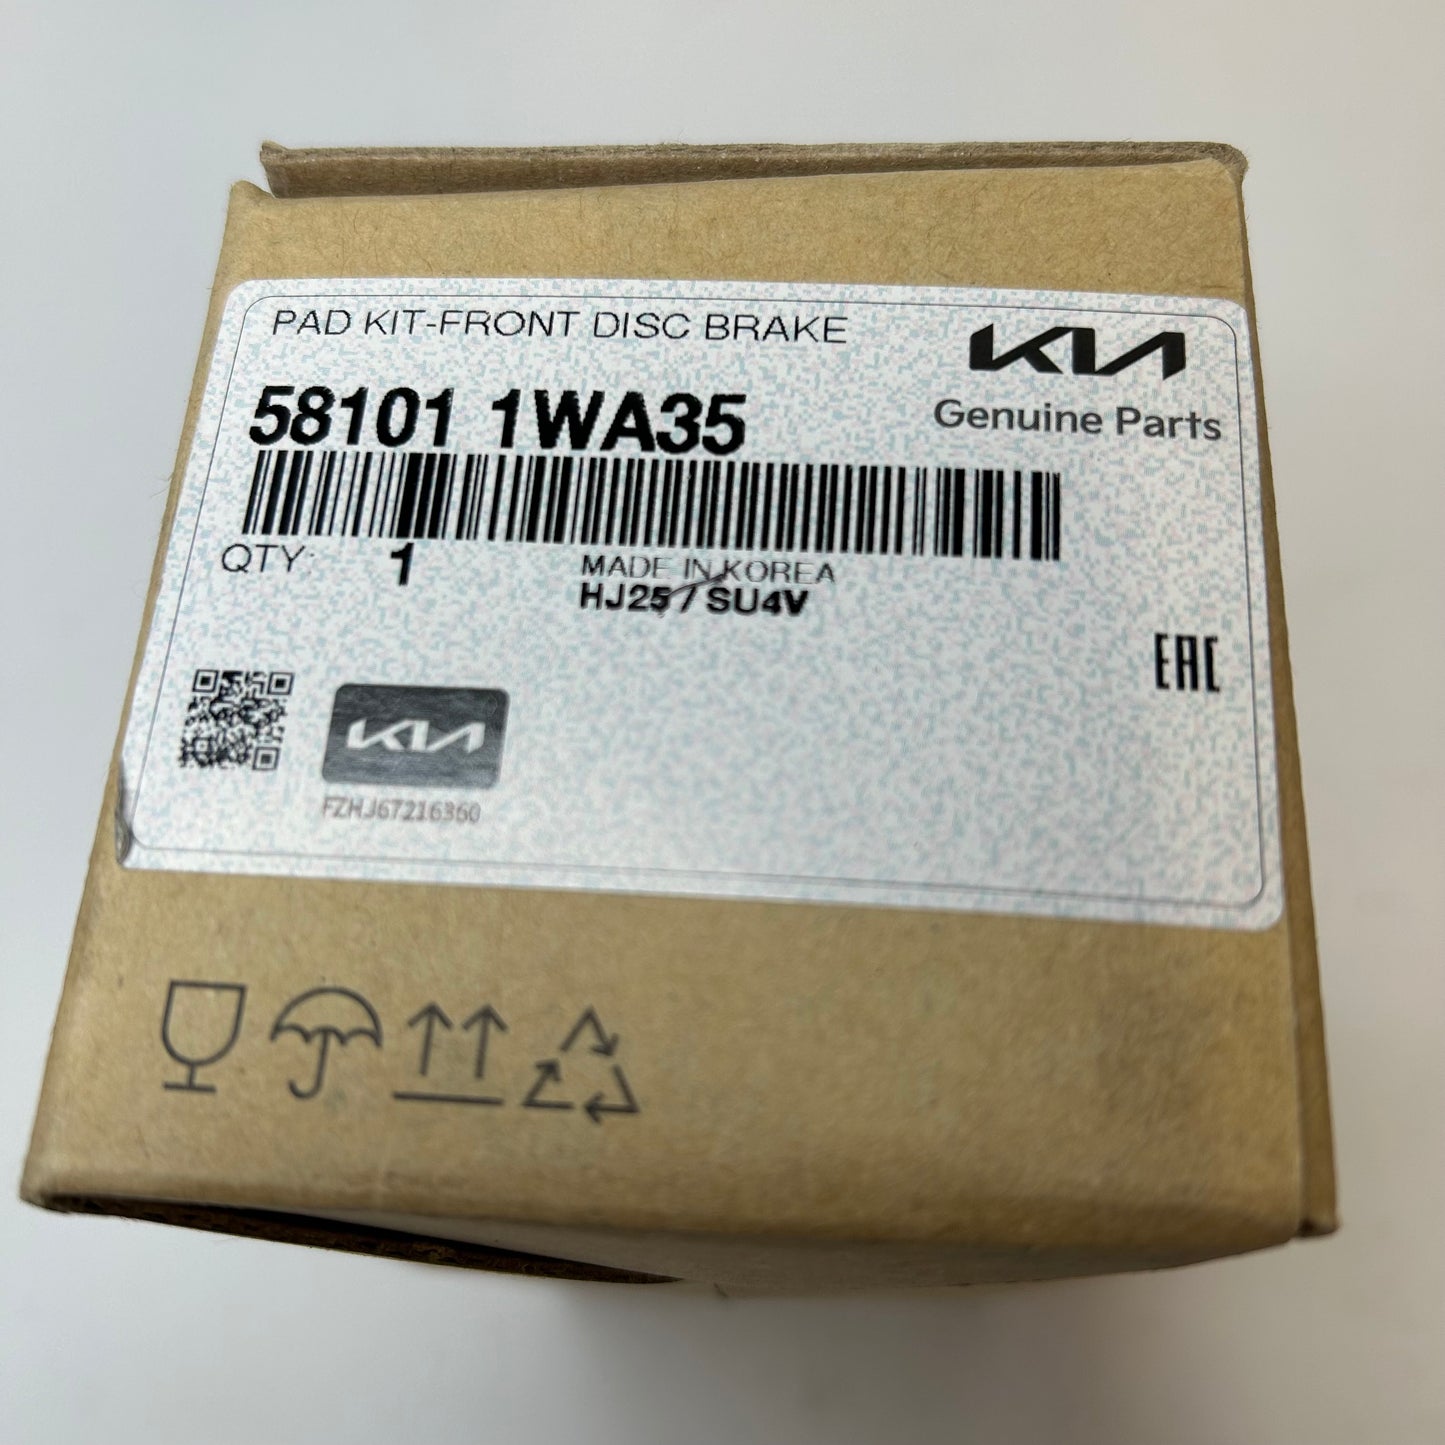 PAD KIT-FRONT DISC BRAKE
KIA
Genuine Parts
58101 1WA35
QTY: 1
MADE IN KOREA
HJ25 / SU4V
EAC
KIA
FZHJ67216360